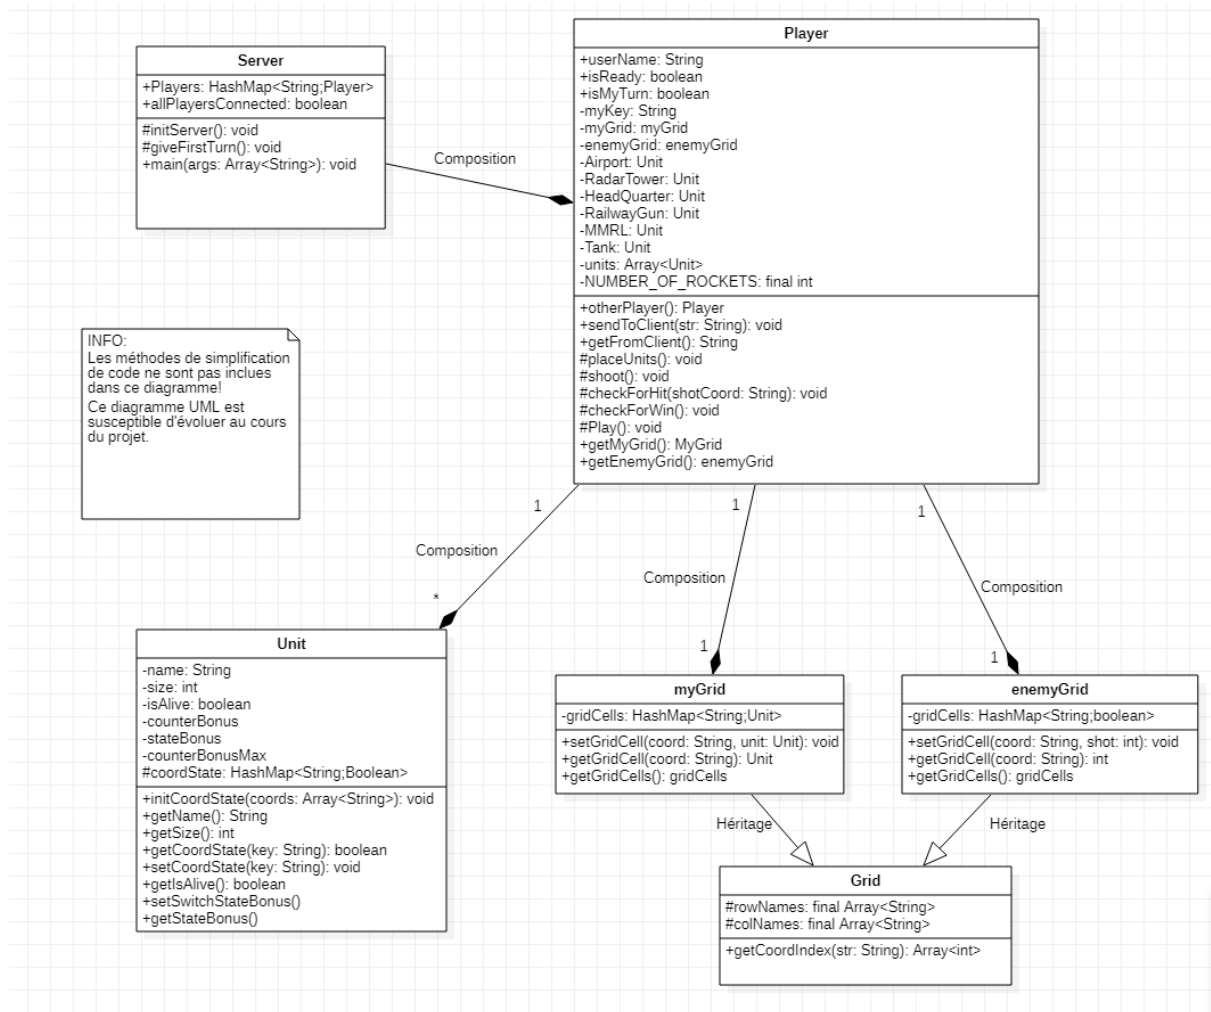 Server
+Players: HashMap<String;Player>
+allPlayersConnected: boolean
#initServer(): void
#giveFirstTurn(): void
+main(args: Array<String>): void
Composition
Player
+userName: String
+isReady: boolean
+isMyTurn: boolean
-myKey: String
-myGrid: myGrid
-enemyGrid: enemyGrid
-Airport: Unit
-RadarTower: Unit
-HeadQuarter: Unit
-RailwayGun: Unit
-MMRL: Unit
-Tank: Unit
-units: Array<Unit>
-NUMBER_OF_ROCKETS: final int
+otherPlayer(): Player
+sendToClient(str: String): void
+getFromClient(): String
#placeUnits(): void
#shoot(): void
#checkForHit(shotCoord: String): void
#checkForWin(): void
#Play(): void
+getMyGrid(): MyGrid
+getEnemyGrid(): enemyGrid
INFO:
Les méthodes de simplification
de code ne sont pas inclues
dans ce diagramme!
Ce diagramme UML est
susceptible d'évoluer au cours
du projet.
1
Composition
*
1
Composition
1
1
Composition
1
Unit
-name: String
-size: int
-isAlive: boolean
-counterBonus
-stateBonus
-counterBonusMax
#coordState: HashMap<String;Boolean>
+initCoordState(coords: Array<String>): void
+getName(): String
+getSize(): int
+getCoordState(key: String): boolean
+setCoordState(key: String): void
+getIsAlive(): boolean
+setSwitchStateBonus()
+getStateBonus()
myGrid
-gridCells: HashMap<String;Unit>
+setGridCell(coord: String, unit: Unit): void
+getGridCell(coord: String): Unit
+getGridCells(): gridCells
enemyGrid
-gridCells: HashMap<String;boolean>
+setGridCell(coord: String, shot: int): void
+getGridCell(coord: String): int
+getGridCells(): gridCells
Héritage
Héritage
Grid
#rowNames: final Array<String>
#colNames: final Array<String>
+getCoordIndex(str: String): Array<int>